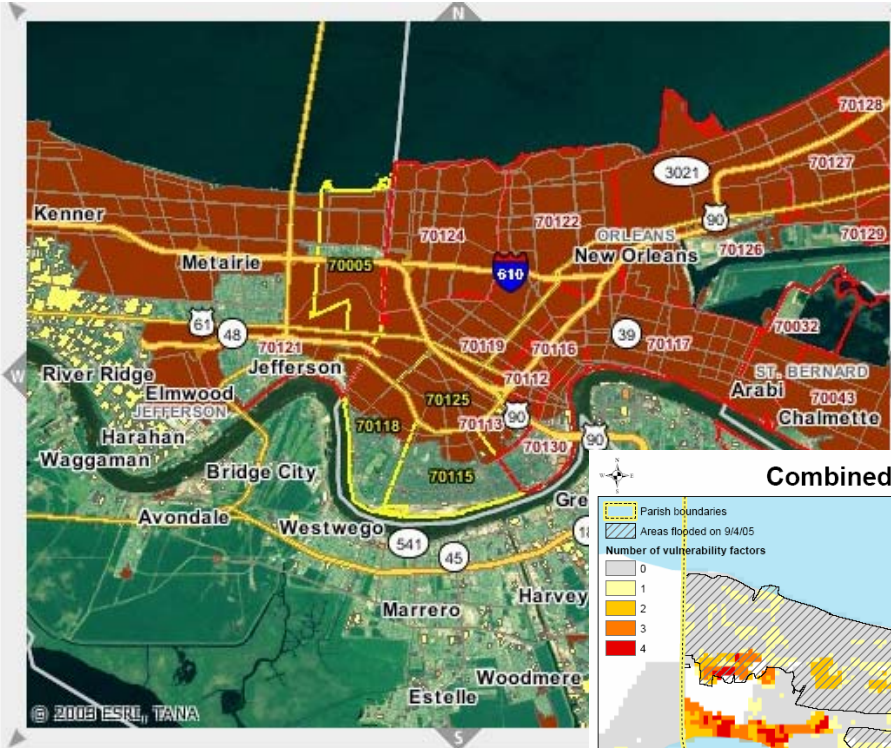 N
70128
3021
70127
Kenner
70124
70122
90
ORLEANS
70129
Metairie
70005
610
New Orleans
70126
61
48
70121
70119
70116
39
70117
70032
River Ridge
Jefferson
W
Elmwood
70112
ST. BERNARD
JEFFERSON
70125
Arabi
70043
Harahan
70118
70113
90
Chalmette
Waggaman
70130
90
Bridge City
70115
Avondale
Westwego
541
45
Marrero
Harvey
Woodmere
Estelle
© 2005 ESRI, TANA
S
N
W
E
S
Combined
Parish boundaries
Areas flooded on 9/4/05
Number of vulnerability factors
0
1
2
3
4